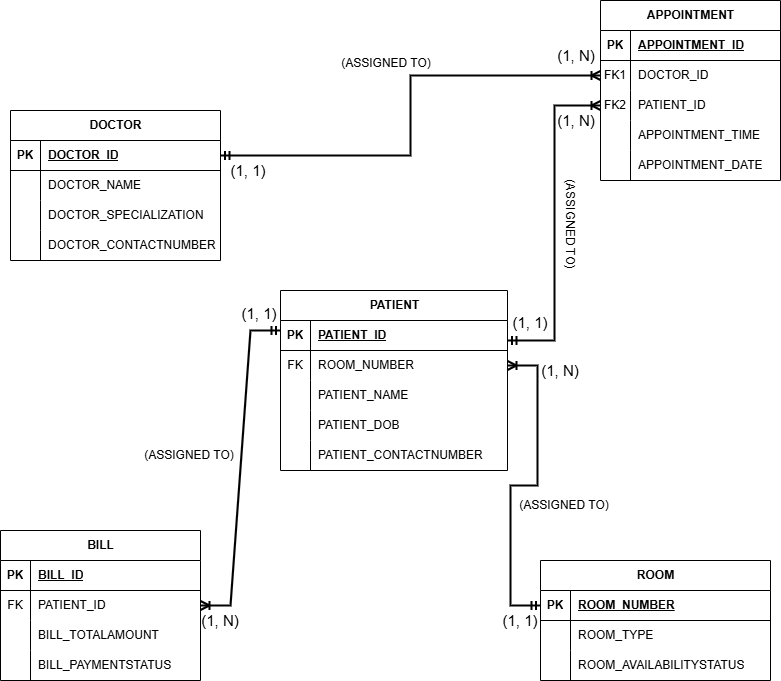 APPOINTMENT
PK APPOINTMENT_ID
FK1 DOCTOR_ID
FK2 PATIENT_ID
APPOINTMENT_TIME
APPOINTMENT_DATE
(ASSIGNED TO)
(1, N)
(1, N)
DOCTOR
PK DOCTOR_ID
DOCTOR_NAME
DOCTOR_SPECIALIZATION
DOCTOR_CONTACTNUMBER
(1, 1)
(ASSIGNED TO)
PATIENT
PK PATIENT_ID
FK ROOM_NUMBER
PATIENT_NAME
PATIENT_DOB
PATIENT_CONTACTNUMBER
(1, 1)
(1, 1)
(1, N)
(ASSIGNED TO)
(ASSIGNED TO)
BILL
PK BILL_ID
FK PATIENT_ID
BILL_TOTALAMOUNT
BILL_PAYMENTSTATUS
(1, N)
(1, 1)
ROOM
PK ROOM_NUMBER
ROOM_TYPE
ROOM_AVAILABILITYSTATUS